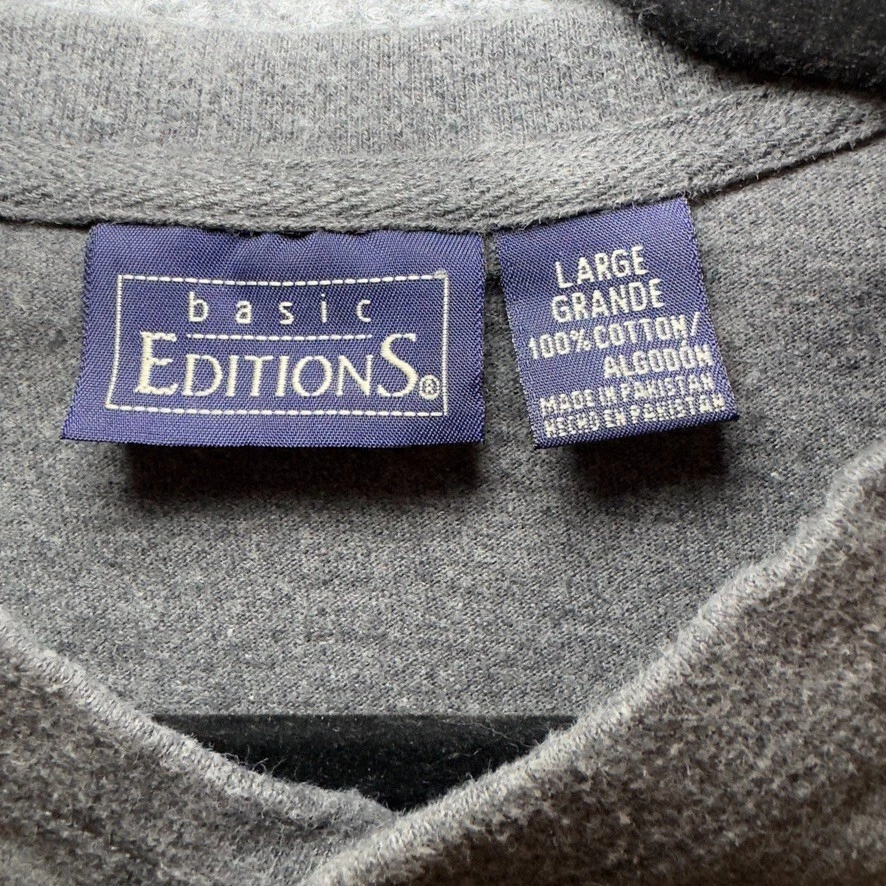 basic
EDITIONS®
LARGE
GRANDE
100% COTTON/
ALGODÓN
MADE IN PAKISTAN
HECHO EN PAKISTAN